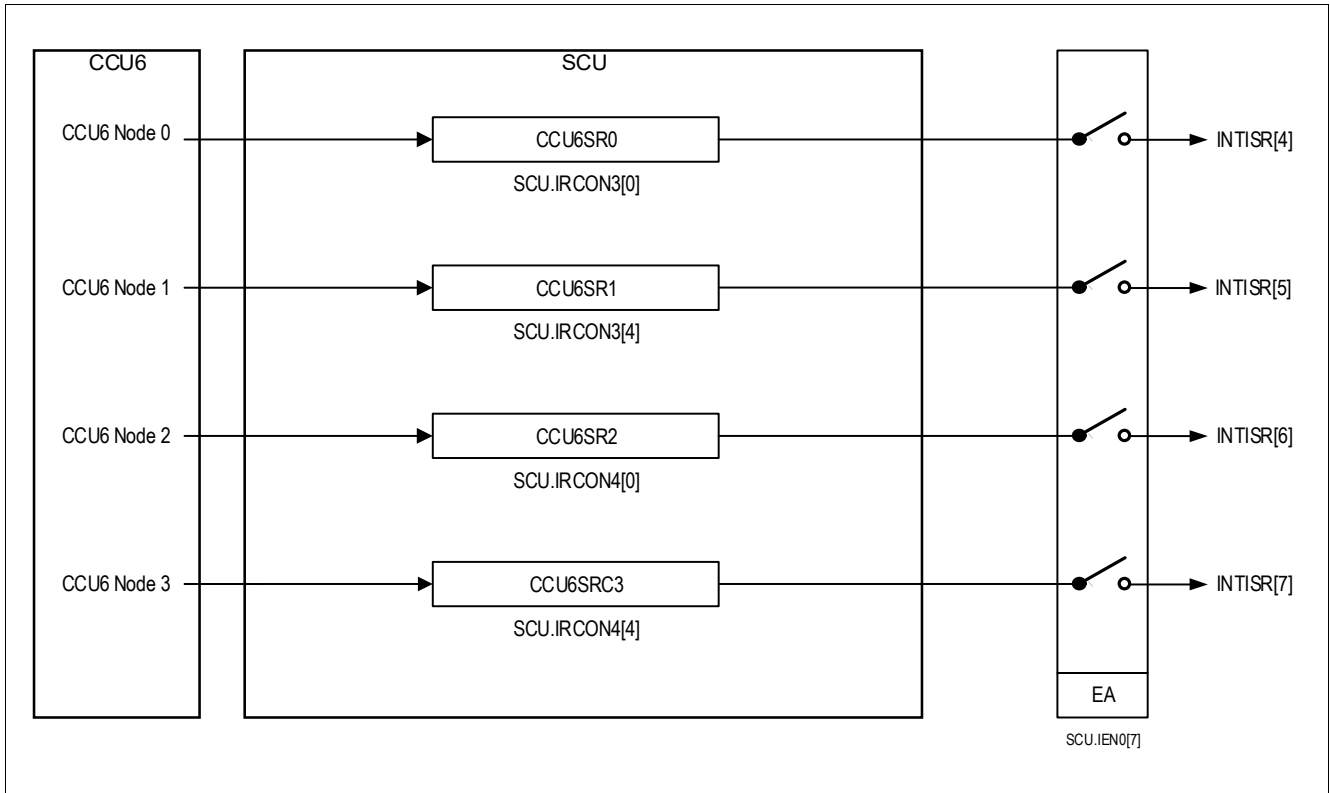 CCU6
SCU
CCU6 Node 0
CCU6SR0
INTISR[4]
SCU.IRCON3[0]
CCU6 Node 1
CCU6SR1
INTISR[5]
SCU.IRCON3[4]
CCU6 Node 2
CCU6SR2
INTISR[6]
SCU.IRCON4[0]
CCU6 Node 3
CCU6SRC3
INTISR[7]
SCU.IRCON4[4]
EA
SCU.IEN0[7]